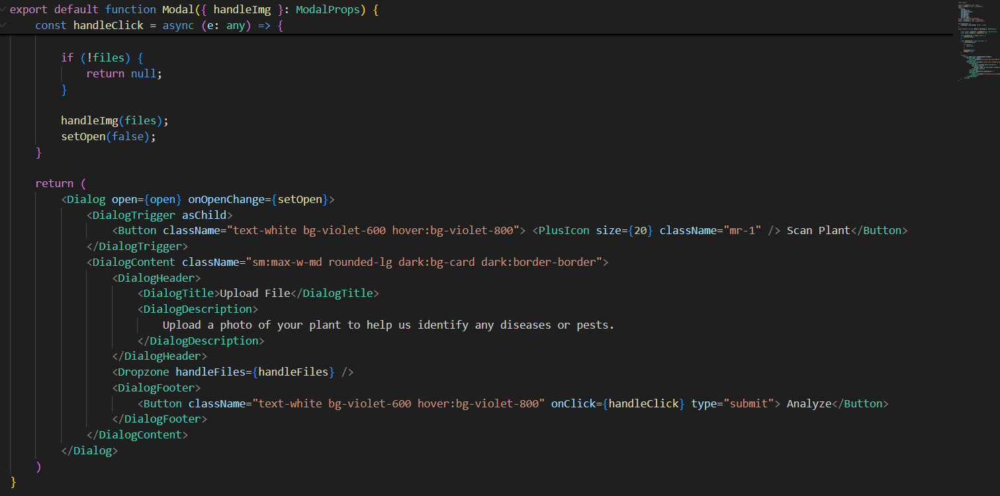 export default function Modal({ handleImg }: ModalProps) {
    const handleClick = async (e: any) => {
        if (!files) {
            return null;
        }
        handleImg(files);
        setOpen(false);
    }
    return (
        <Dialog open={open} onOpenChange={setOpen}>
            <DialogTrigger asChild>
                <Button className="text-white bg-violet-600 hover:bg-violet-800"> <PlusIcon size={20} className="mr-1" /> Scan Plant</Button>
            </DialogTrigger>
            <DialogContent className="sm:max-w-md rounded-lg dark:bg-card dark:border-border">
                <DialogHeader>
                    <DialogTitle>Upload File</DialogTitle>
                    <DialogDescription>
                        Upload a photo of your plant to help us identify any diseases or pests.
                    </DialogDescription>
                </DialogHeader>
                <Dropzone handleFiles={handleFiles} />
                <DialogFooter>
                    <Button className="text-white bg-violet-600 hover:bg-violet-800" onClick={handleClick} type="submit"> Analyze</Button>
                </DialogFooter>
            </DialogContent>
        </Dialog>
    )
}